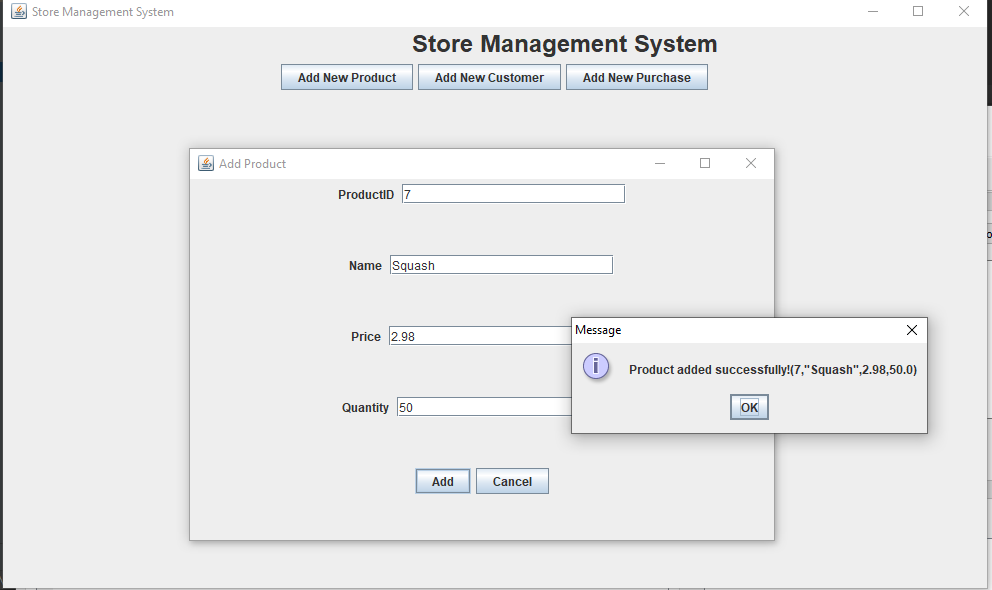 Store Management System
Store Management System
Add New Product Add New Customer Add New Purchase
Add Product
ProductID 7
Name Squash
Price 2.98
Message
Product added successfully!(7,"Squash",2.98,50.0)
OK
Quantity 50
Add Cancel